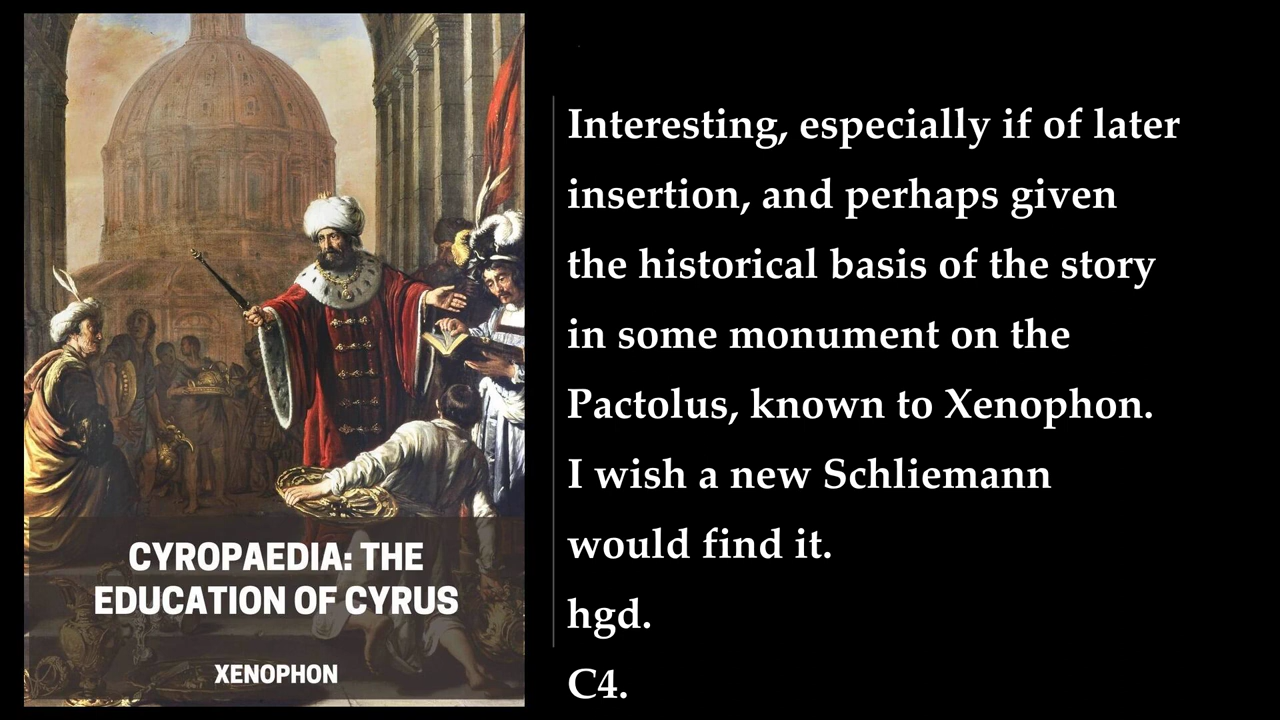 CYROPAEDIA: THE
EDUCATION OF CYRUS
XENOPHON
Interesting, especially if of later
insertion, and perhaps given
the historical basis of the story
in some monument on the
Pactolus, known to Xenophon.
I wish a new Schliemann
would find it.
hgd.
C4.